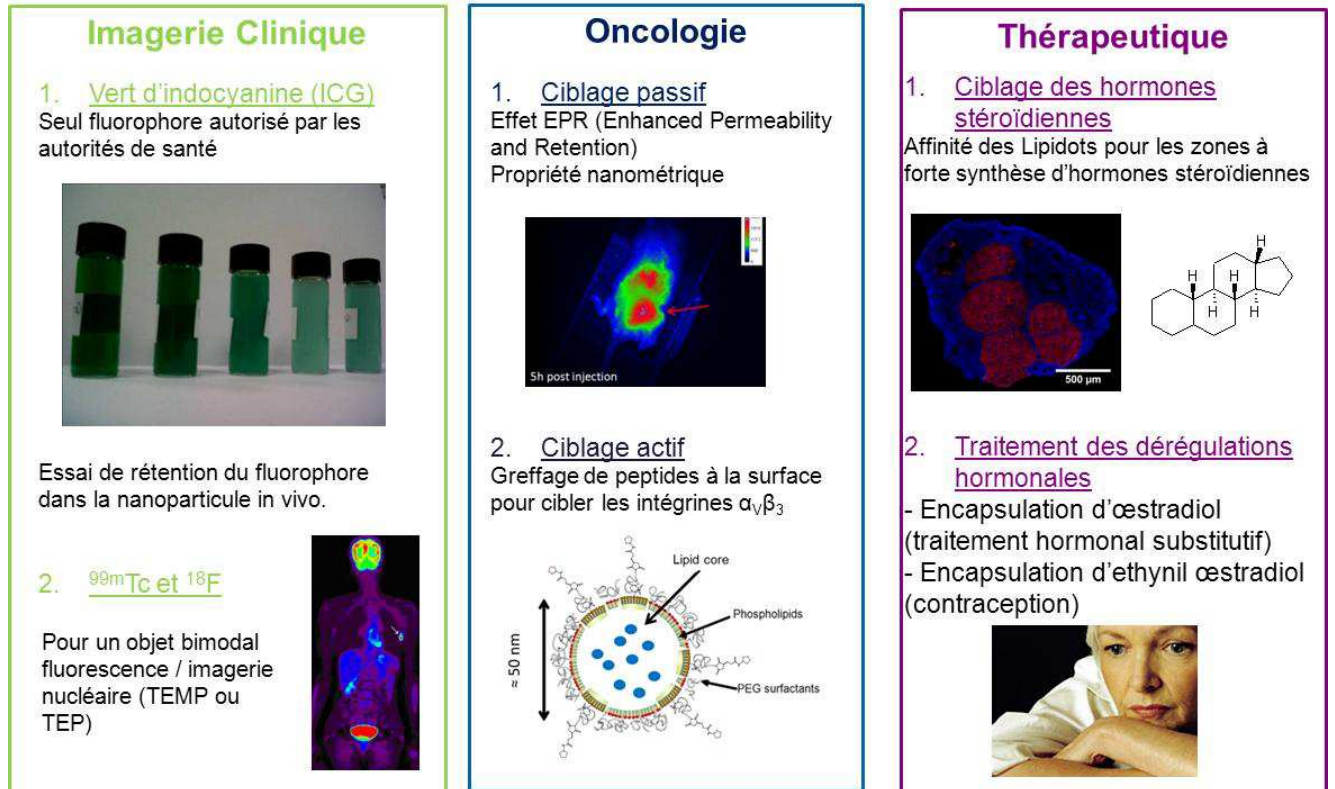 Imagerie Clinique
1. Vert d'indocyanine (ICG)
Seul fluorophore autorisé par les
autorités de santé
Essai de rétention du fluorophore
dans la nanoparticule in vivo.
2. 99mTc et 18F
Pour un objet bimodal
fluorescence / imagerie
nucléaire (TEMP ou
TEP)
Oncologie
1. Ciblage passif
Effet EPR (Enhanced Permeability
and Retention)
Propriété nanométrique
5h post injection
2. Ciblage actif
Greffage de peptides à la surface
pour cibler les intégrines αVβ3
Lipid core
Phospholipids
≈ 50 nm
PEG surfactants
Thérapeutique
1. Ciblage des hormones
stéroïdiennes
Affinité des Lipidots pour les zones à
forte synthèse d'hormones stéroïdiennes
500 µm
H
H
H
H
H
2. Traitement des dérégulations
hormonales
- Encapsulation d'œstradiol
(traitement hormonal substitutif)
- Encapsulation d'ethynil œstradiol
(contraception)